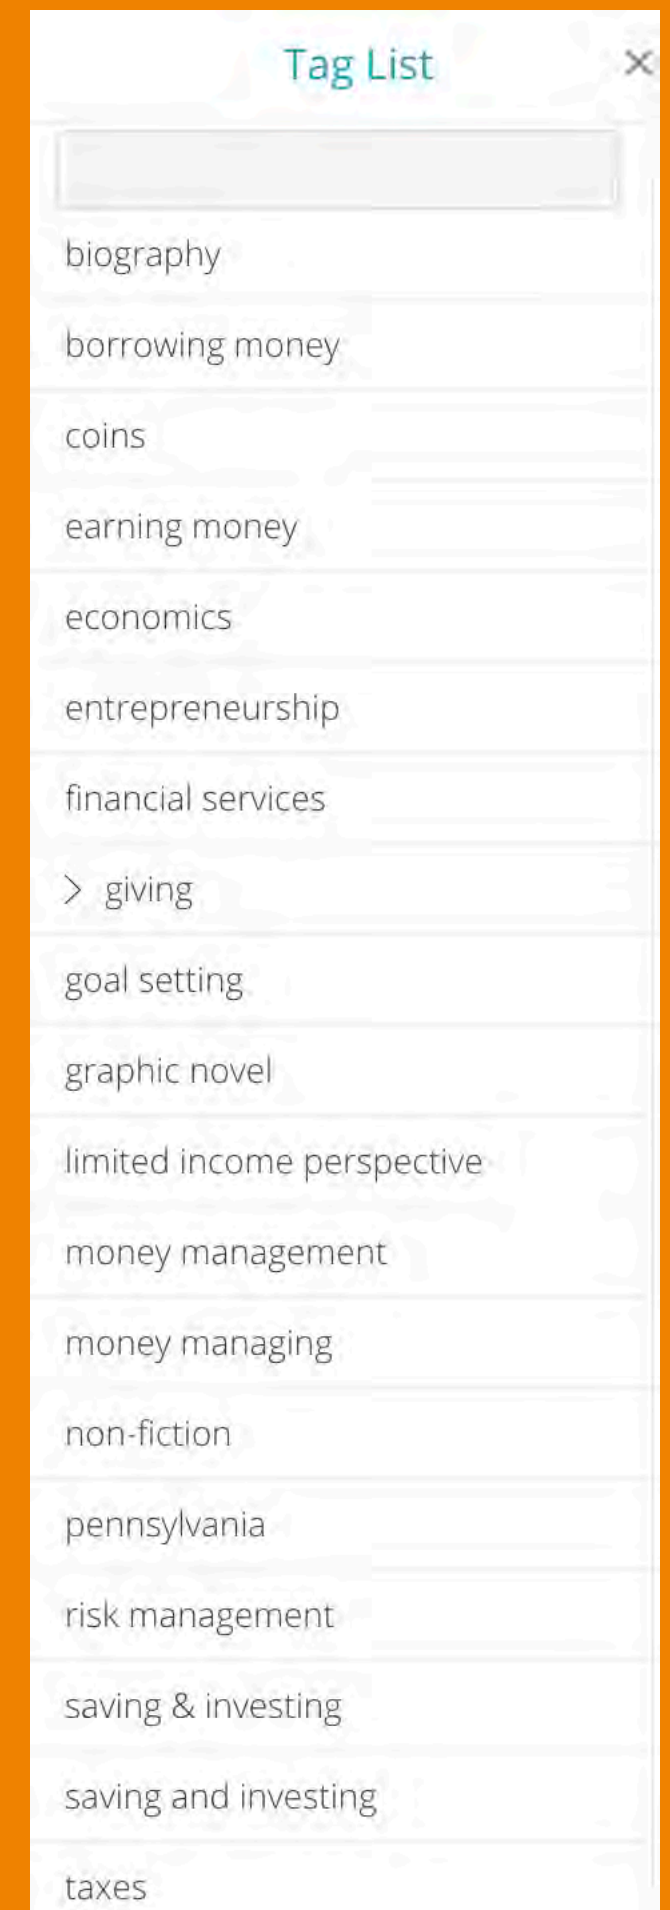 Tag List
biography
borrowing money
coins
earning money
economics
entrepreneurship
financial services
> giving
goal setting
graphic novel
limited income perspective
money management
money managing
non-fiction
pennsylvania
risk management
saving & investing
saving and investing
taxes